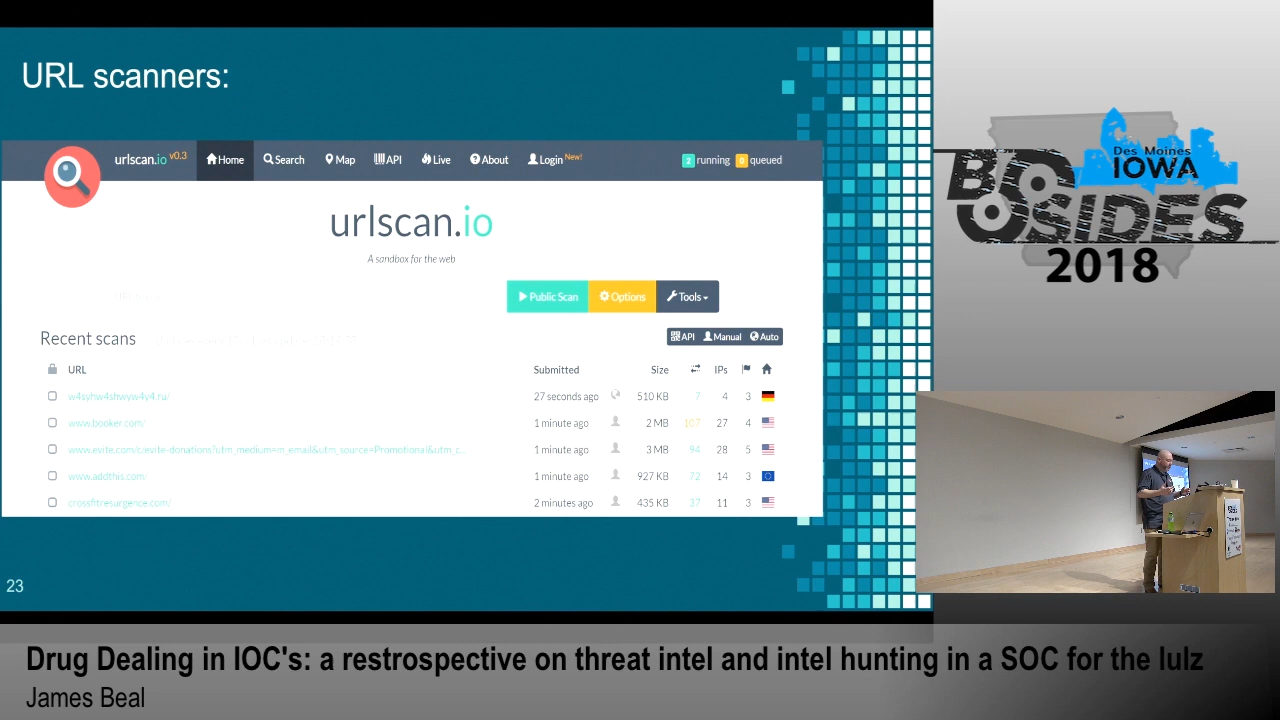 URL scanners:
urlscan.io v0.3 Home Search Map API Live About Login New! 2 running 0 queued
urlscan.io
A sandbox for the web
Public Scan Options Tools
Recent scans API Manual Auto
URL Submitted Size IPs
w4syhw4shwyw4y4.ru/ 27 seconds ago 510 KB 7 4 3
www.booker.com/ 1 minute ago 2 MB 107 27 4
www.evite.com/c/evite-donations?utm_medium=m_email&utm_source=Promotional&utm_c... 1 minute ago 3 MB 94 28 5
www.addthis.com/ 1 minute ago 927 KB 72 14 3
crossfitresurgence.com/ 2 minutes ago 435 KB 37 11 3
23
Des Moines
IOWA
BSIDES
2018
Drug Dealing in IOC's: a restrospective on threat intel and intel hunting in a SOC for the lulz
James Beal